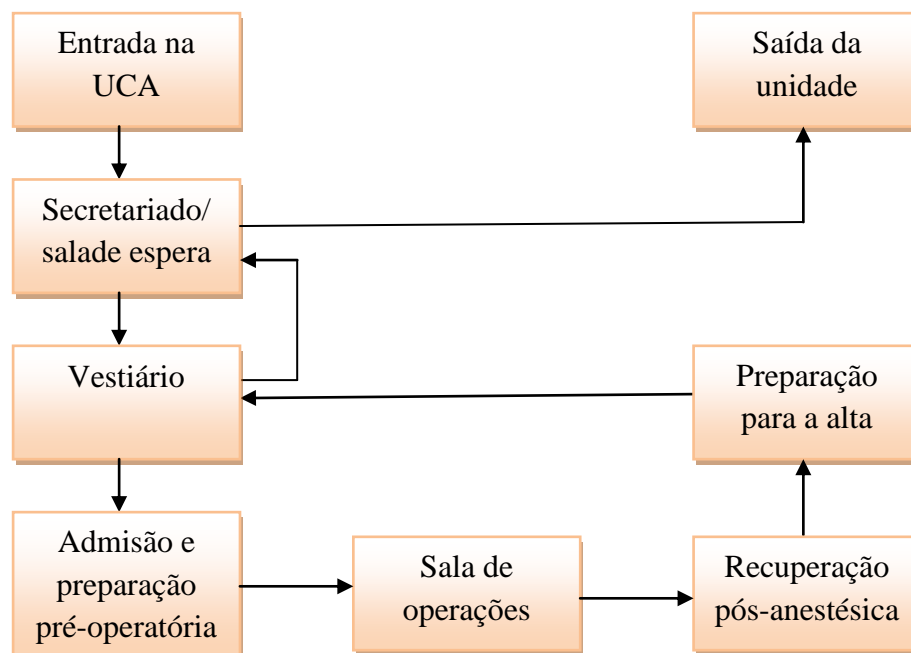 Entrada na
UCA
Saída da
unidade
Secretariado/
salade espera
Vestiário
Preparação
para a alta
Admisão e
preparação
pré-operatória
Sala de
operações
Recuperação
pós-anestésica